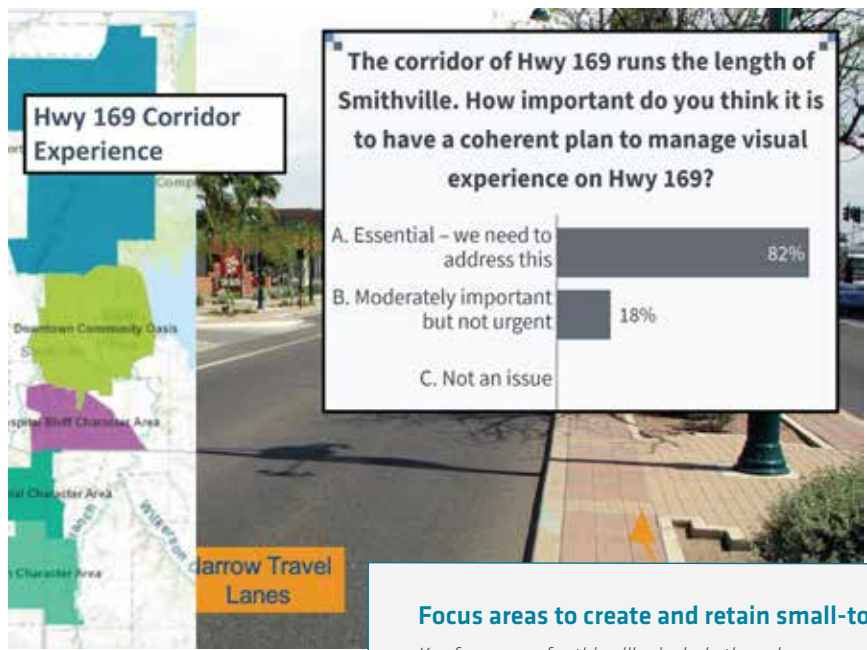 Hwy 169 Corridor
Experience
The corridor of Hwy 169 runs the length of
Smithville. How important do you think it is
to have a coherent plan to manage visual
experience on Hwy 169?
A. Essential – we need to
address this
82%
B. Moderately important
but not urgent
18%
C. Not an issue
Downtown Community Oasis
Bluff Character Area
Character Area
Character Area
Wilkerson
Travel
Lanes
Focus areas to create and retain